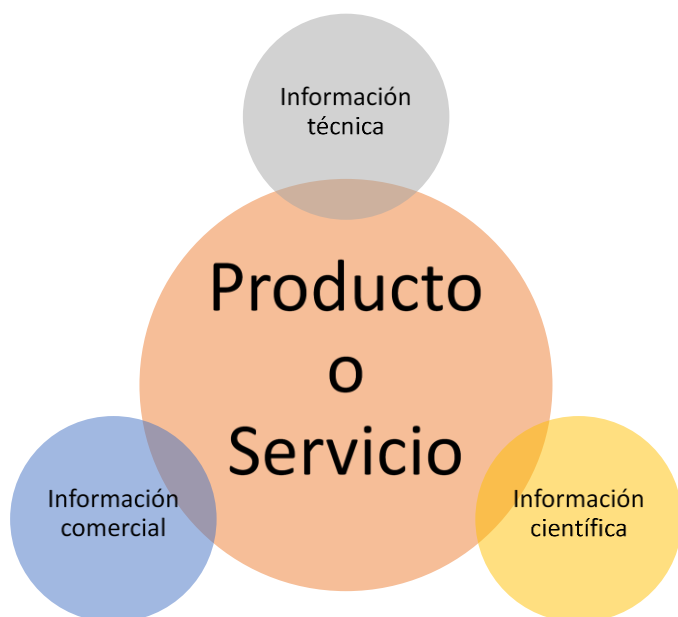 Información
técnica
Producto
o
Servicio
Información
comercial
Información
científica